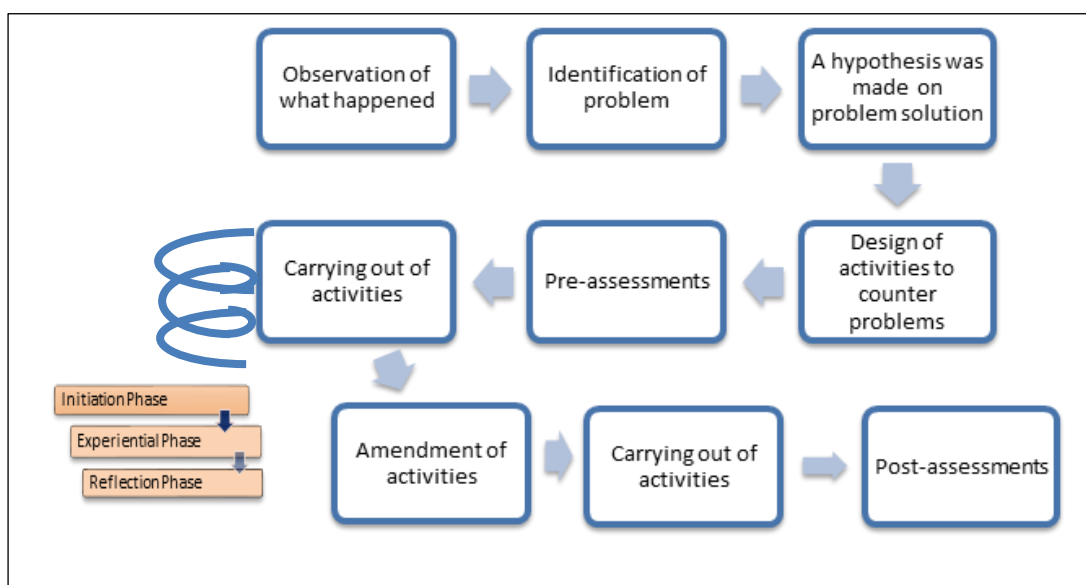 Observation of
what happened
Identification of
problem
A hypothesis was
made on
problem solution
Carrying out of
activities
Pre-assessments
Design of
activities to
counter
problems
Initiation Phase
Experiential Phase
Reflection Phase
Amendment of
activities
Carrying out of
activities
Post-assessments